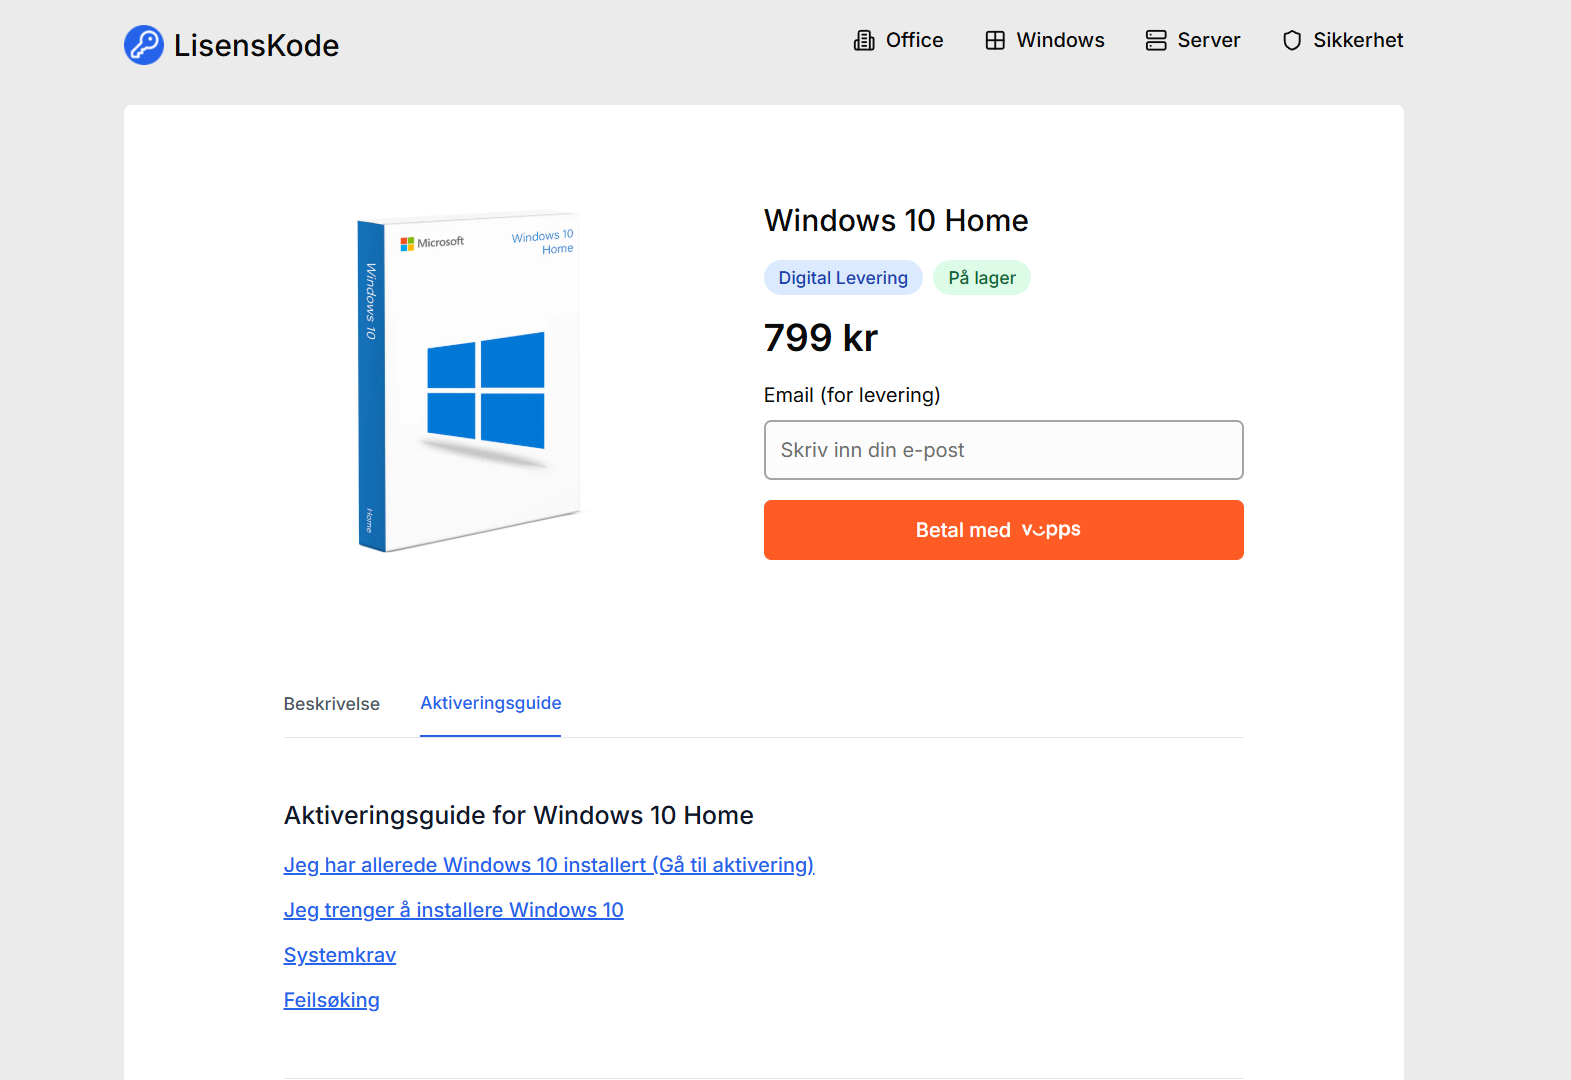 LisensKode
Office
Windows
Server
Sikkerhet
Microsoft
Windows 10
Home
Windows 10
Home
Windows 10 Home
Digital Levering
På lager
799 kr
Email (for levering)
Skriv inn din e-post
Betal med vipps
Beskrivelse
Aktiveringsguide
Aktiveringsguide for Windows 10 Home
Jeg har allerede Windows 10 installert (Gå til aktivering)
Jeg trenger å installere Windows 10
Systemkrav
Feilsøking